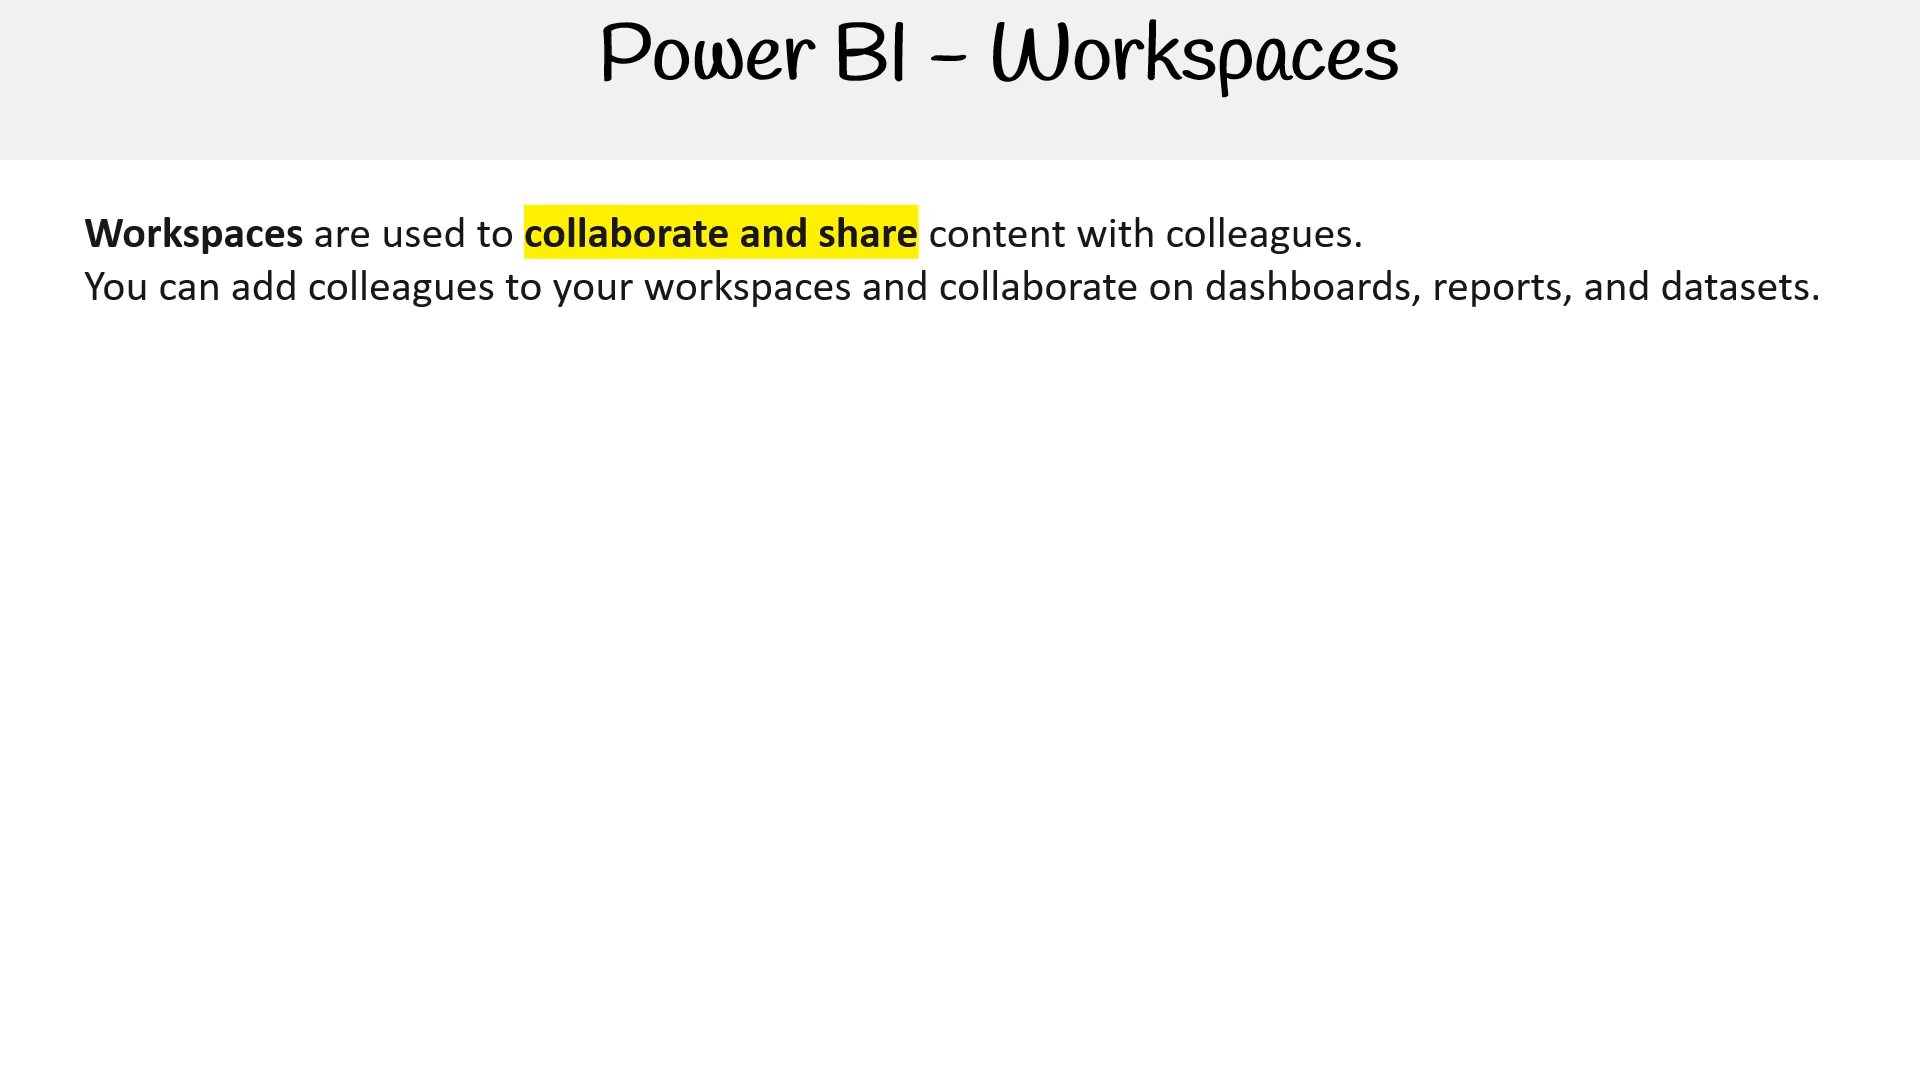 Power BI – Workspaces
Workspaces are used to collaborate and share content with colleagues.
You can add colleagues to your workspaces and collaborate on dashboards, reports, and datasets.